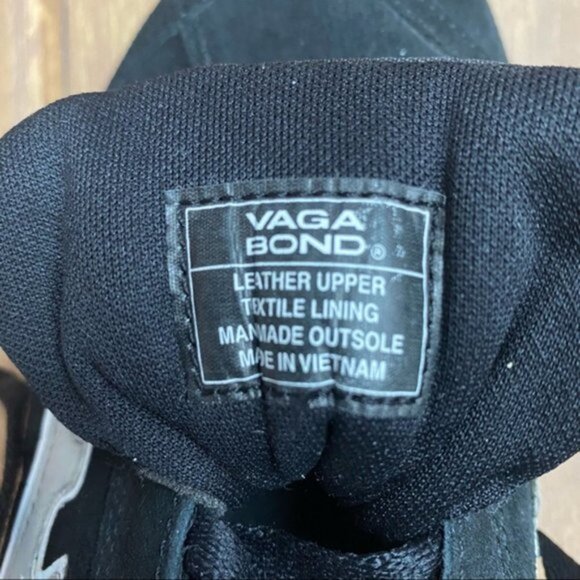 VAGA
BOND®
LEATHER UPPER
TEXTILE LINING
MANMADE OUTSOLE
MADE IN VIETNAM